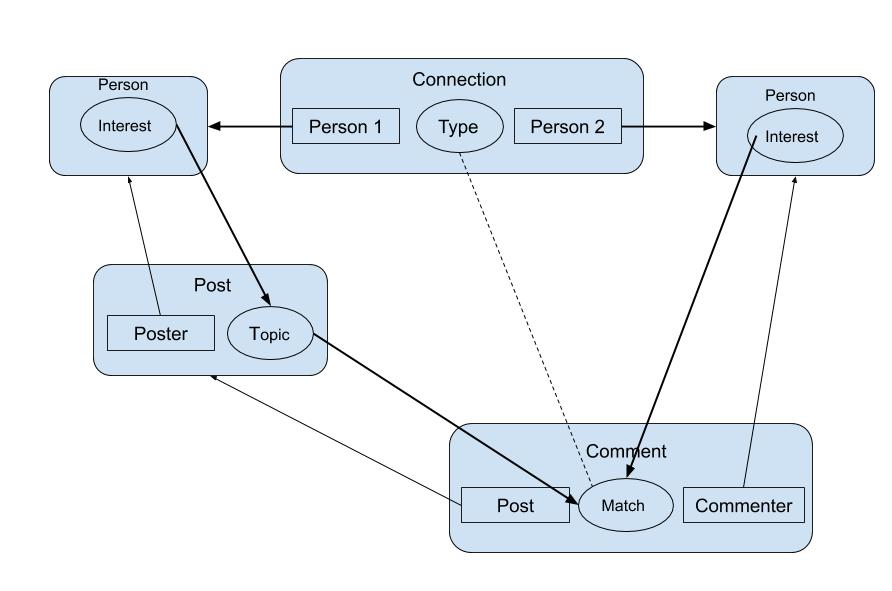 Person
Interest
Connection
Person 1
Type
Person 2
Person
Interest
Post
Poster
Topic
Comment
Post
Match
Commenter